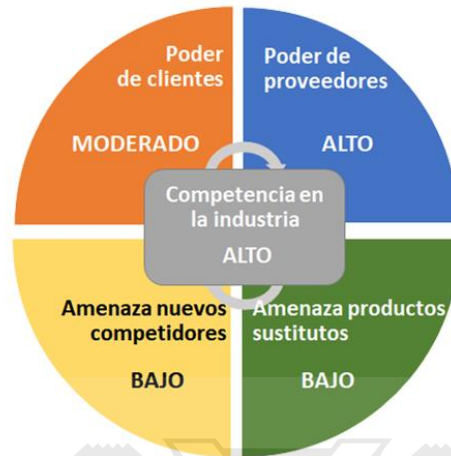 Poder
de clientes
MODERADO
Poder de
proveedores
ALTO
Competencia en
la industria
ALTO
Amenaza nuevos
competidores
BAJO
Amenaza productos
sustitutos
BAJO